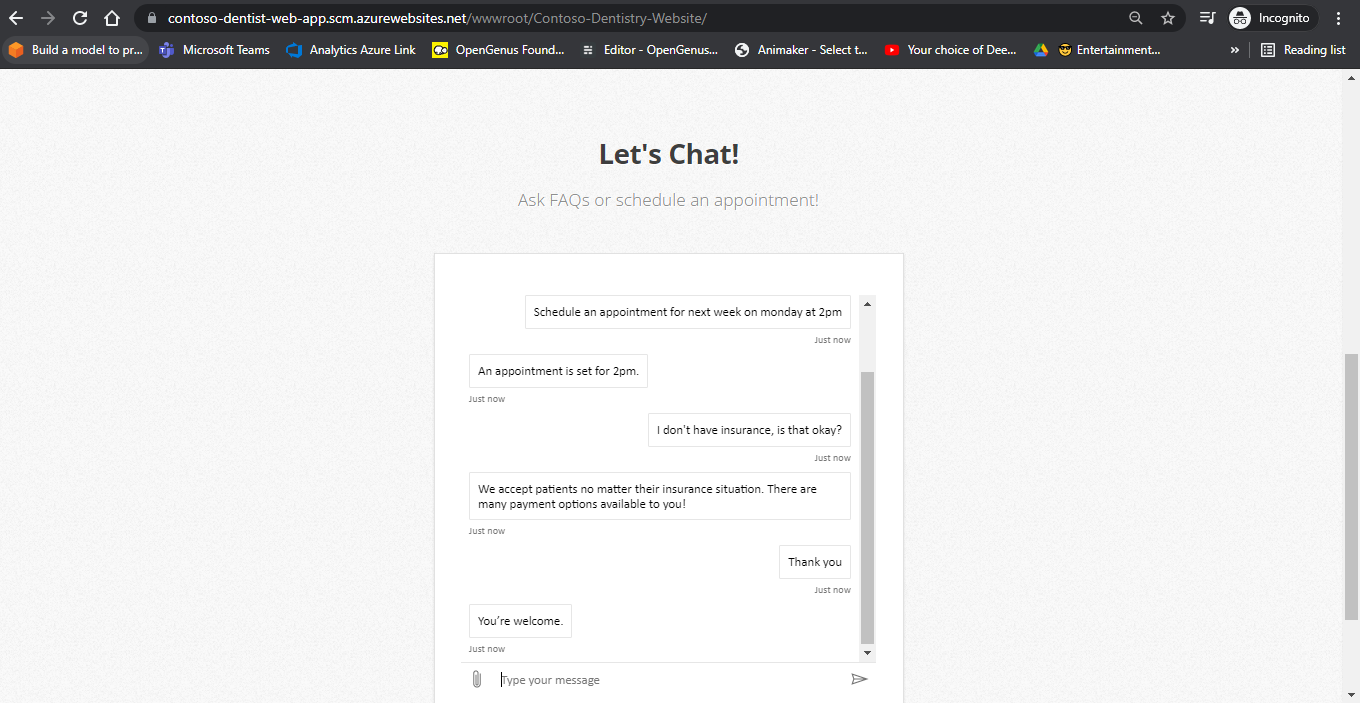 contoso-dentist-web-app.scm.azurewebsites.net/wwwroot/Contoso-Dentistry-Website/
Incognito
Build a model to pr...
Microsoft Teams
Analytics Azure Link
OpenGenus Found...
Editor - OpenGenus...
Animaker - Select t...
Your choice of Dee...
Entertainment...
»
Reading list
Let's Chat!
Ask FAQs or schedule an appointment!
Schedule an appointment for next week on monday at 2pm
Just now
An appointment is set for 2pm.
Just now
I don't have insurance, is that okay?
Just now
We accept patients no matter their insurance situation. There are
many payment options available to you!
Just now
Thank you
Just now
You’re welcome.
Just now
Type your message